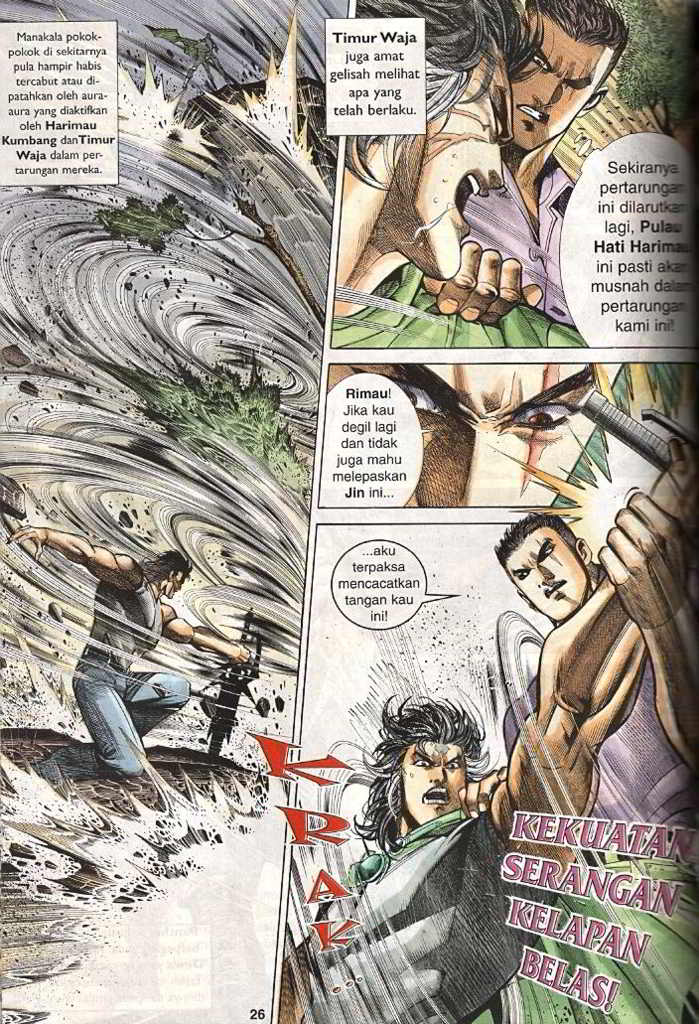 Manakala pokok-
pokok di sekitarnya
pula hampir habis
tercabut atau di-
patahkan oleh aura-
aura yang diaktifkan
oleh Harimau
Kumbang danTimur
Waja dalam per-
tarungan mereka.
Timur Waja
juga amat
gelisah melihat
apa yang
telah berlaku.
Sekiranya
pertarungan
ini dilarutkan
lagi, Pulau
Hati Harimau
ini pasti akan
musnah dalam
pertarungan
kami ini!
Rimau!
Jika kau
degil lagi
dan tidak
juga mahu
melepaskan
Jin ini...
...aku
terpaksa
mencacatkan
tangan kau
ini!
KRAK...
KEKUATAN
SERANGAN
KELAPAN
BELAS!
26